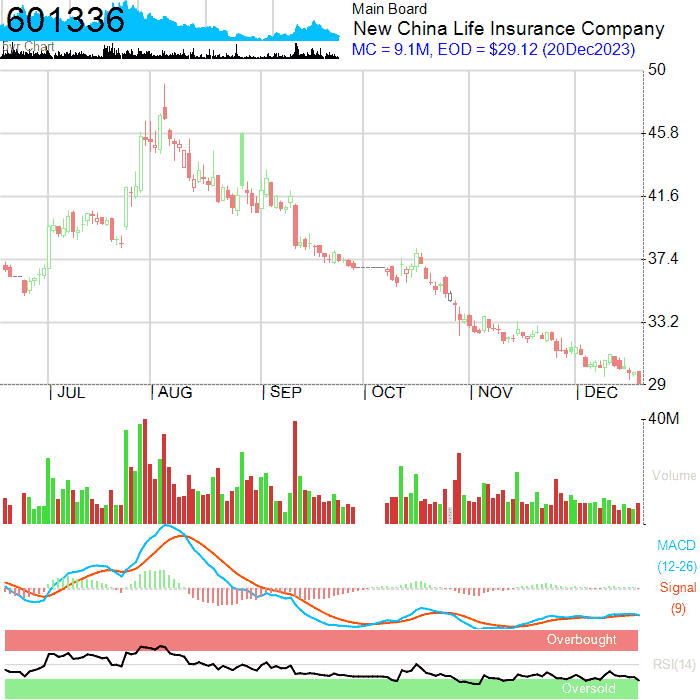 601336
5yr Chart
Main Board
New China Life Insurance Company
MC = 9.1M, EOD = $29.12 (20Dec2023)
50
45.8
41.6
37.4
33.2
29
JUL AUG SEP OCT NOV DEC
40M
Volume
MACD
(12-26)
Signal
(9)
Overbought
RSI(14)
Oversold